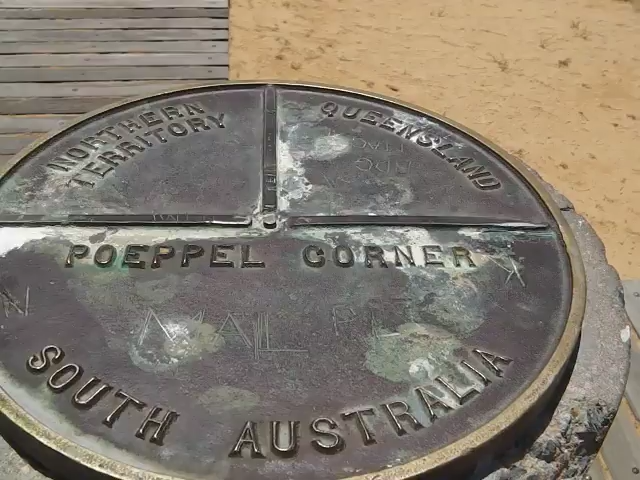 NORTHERN
TERRITORY
QUEENSLAND
POEPPEL CORNER
SOUTH AUSTRALIA